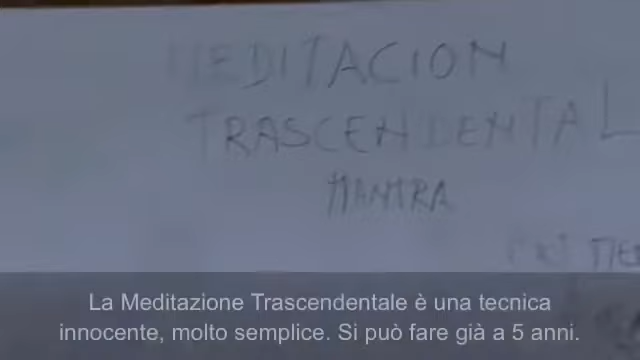 MEDITACION
TRASCENDENTAL
MANTRA
La Meditazione Trascendentale è una tecnica
innocente, molto semplice. Si può fare già a 5 anni.